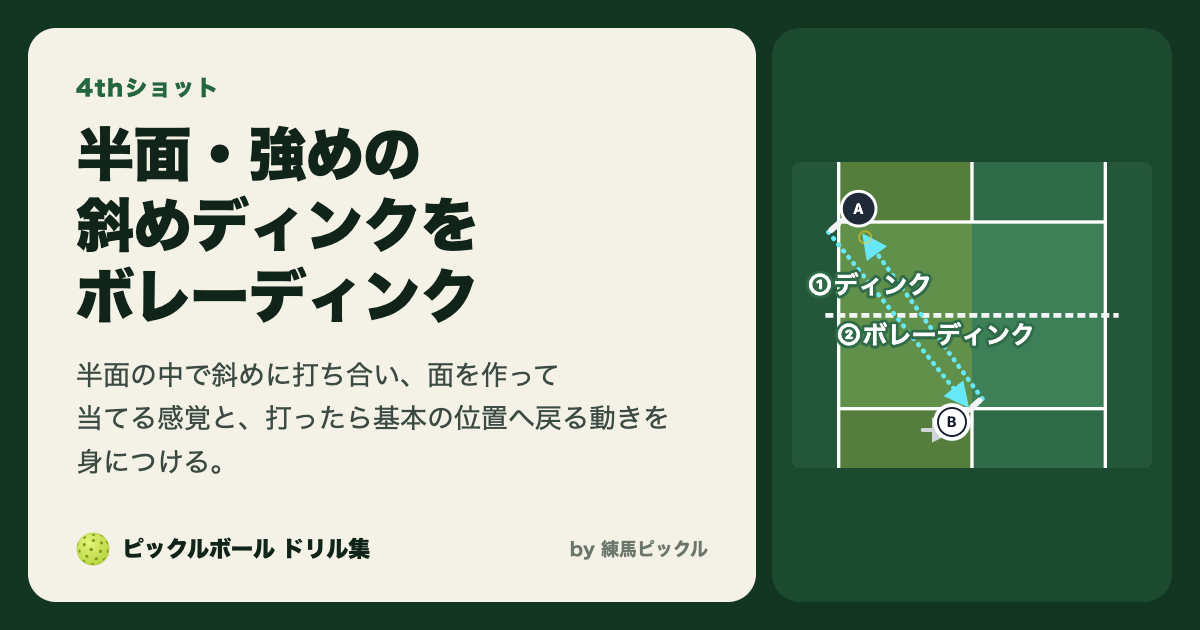 4thショット
半面・強めの
斜めディンクを
ボレーディンク
半面の中で斜めに打ち合い、面を作って
当てる感覚と、打ったら基本の位置へ戻る動きを
身につける。
ピックルボール ドリル集
by 練馬ピックル
A
①ディンク
②ボレーディンク
B